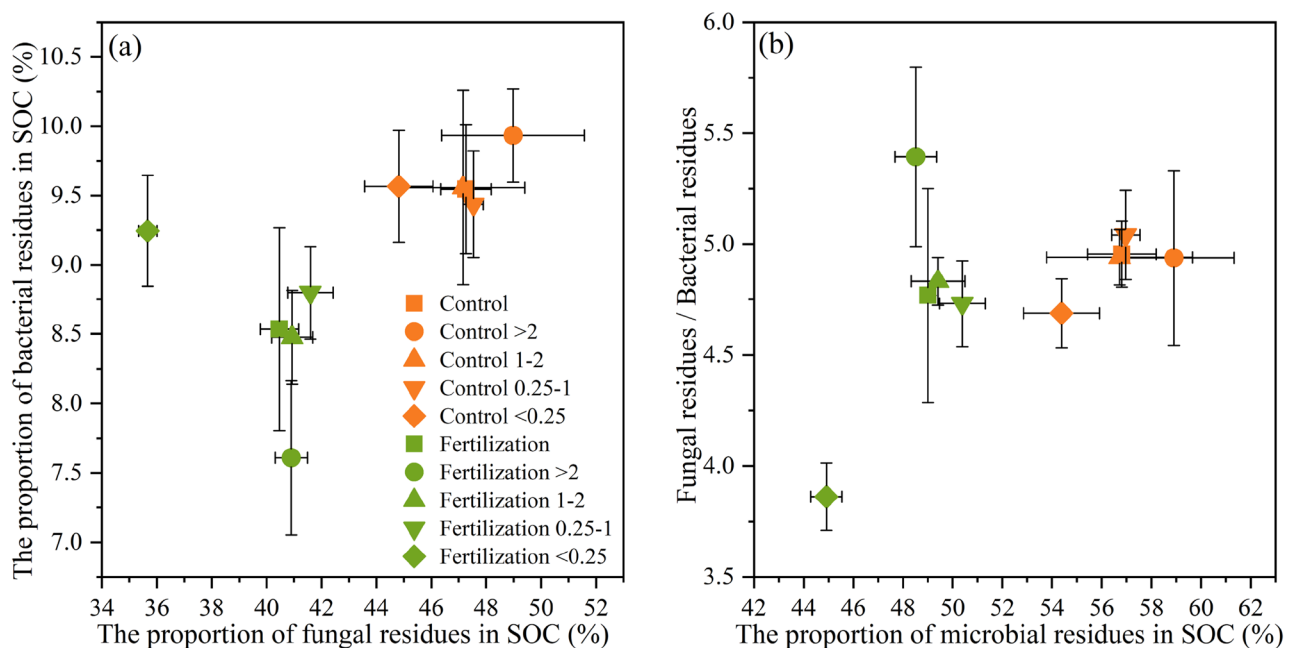 (a)
The proportion of bacterial residues in SOC (%)
10.5
10.0
9.5
9.0
8.5
8.0
7.5
7.0
Control
Control >2
Control 1-2
Control 0.25-1
Control <0.25
Fertilization
Fertilization >2
Fertilization 1-2
Fertilization 0.25-1
Fertilization <0.25
34 36 38 40 42 44 46 48 50 52
The proportion of fungal residues in SOC (%)
(b)
Fungal residues / Bacterial residues
6.0
5.5
5.0
4.5
4.0
3.5
42 44 46 48 50 52 54 56 58 60 62
The proportion of microbial residues in SOC (%)